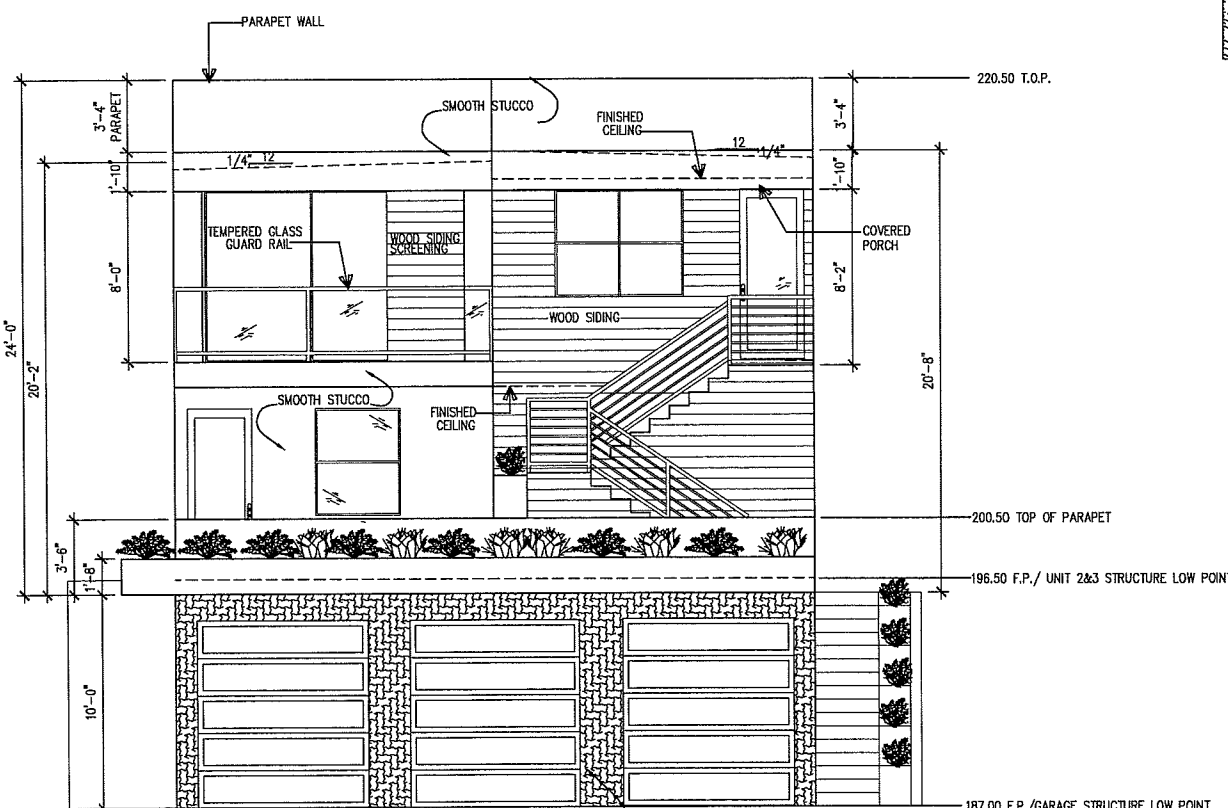 PARAPET WALL
220.50 T.O.P.
3'-4"
PARAPET
SMOOTH STUCCO
FINISHED
CEILING
3'-4"
1/4" 12
12 1/4"
1'-10"
1'-10"
TEMPERED GLASS
GUARD RAIL
WOOD SIDING
SCREENING
COVERED
PORCH
8'-0"
8'-2"
WOOD SIDING
24'-0"
20'-2"
20'-8"
SMOOTH STUCCO
FINISHED
CEILING
200.50 TOP OF PARAPET
3'-6"
1'-8"
196.50 F.P./ UNIT 2&3 STRUCTURE LOW POINT
10'-0"
187.00 F.P./GARAGE STRUCTURE LOW POINT